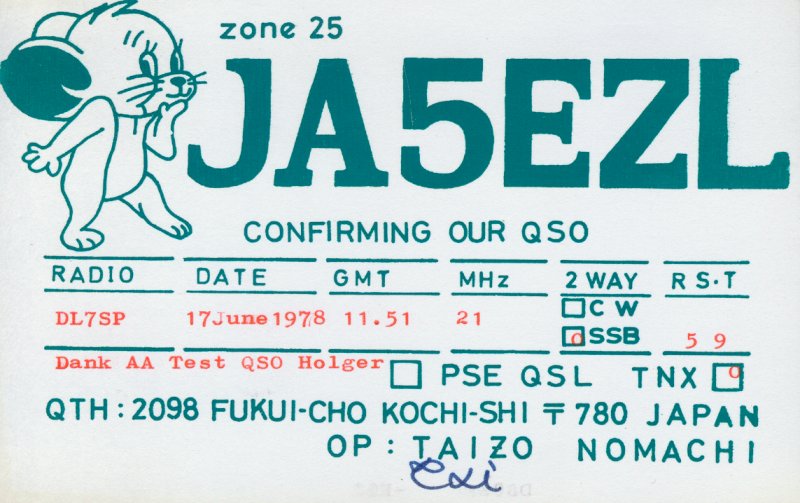 zone 25
JA5EZL
CONFIRMING OUR QSO
RADIO DATE GMT MHz 2 WAY R S·T
DL7SP 17June1978 11.51 21 CW
o SSB 5 9
Dank AA Test QSO Holger PSE QSL TNX o
QTH : 2098 FUKUI-CHO KOCHI-SHI 〒780 JAPAN
OP : TAIZO NOMACHI